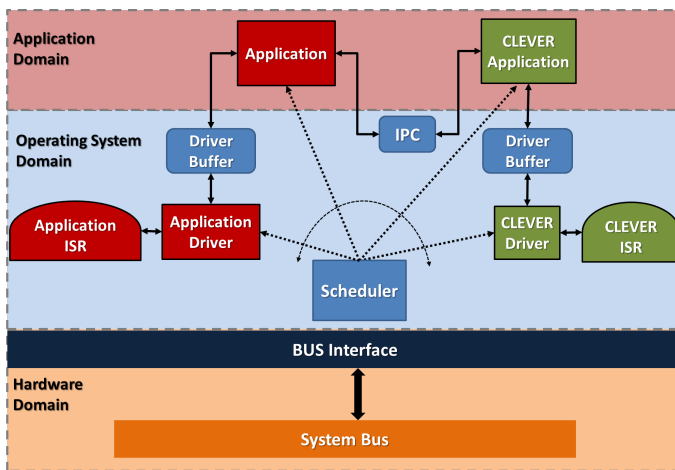 Application
Domain
Application
CLEVER
Application
Operating System
Domain
Driver
Buffer
IPC
Driver
Buffer
Application
ISR
Application
Driver
CLEVER
Driver
CLEVER
ISR
Scheduler
BUS Interface
Hardware
Domain
System Bus